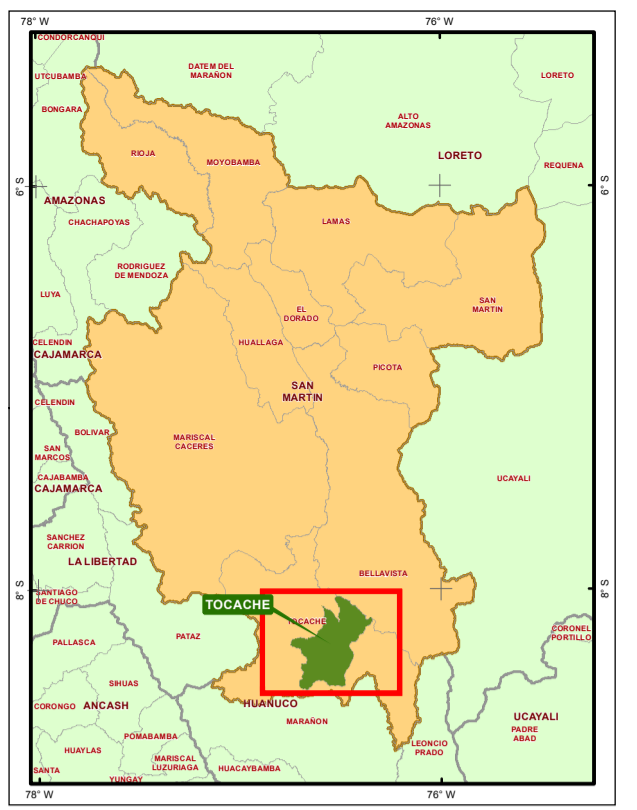 78° W
76° W
CONDORCANQUI
DATEM DEL
MARAÑON
UTCUBAMBA
LORETO
BONGARA
ALTO
AMAZONAS
RIOJA
MOYOBAMBA
LORETO
REQUENA
6° S
6° S
AMAZONAS
CHACHAPOYAS
LAMAS
RODRIGUEZ
DE MENDOZA
LUYA
EL
DORADO
SAN
MARTIN
CELENDIN
CAJAMARCA
HUALLAGA
PICOTA
SAN
MARTIN
CELENDIN
BOLIVAR
MARISCAL
CACERES
SAN
MARCOS
CAJABAMBA
CAJAMARCA
UCAYALI
SANCHEZ
CARRION
LA LIBERTAD
BELLAVISTA
8° S
8° S
SANTIAGO
DE CHUCO
TOCACHE
TOCACHE
PALLASCA
PATAZ
CORONEL
PORTILLO
SIHUAS
CORONGO
ANCASH
HUANUCO
MARAÑON
UCAYALI
PADRE
ABAD
POMABAMBA
HUAYLAS
MARISCAL
LUZURIAGA
LEONCIO
PRADO
SANTA
YUNGAY
HUACAYBAMBA
78° W
76° W